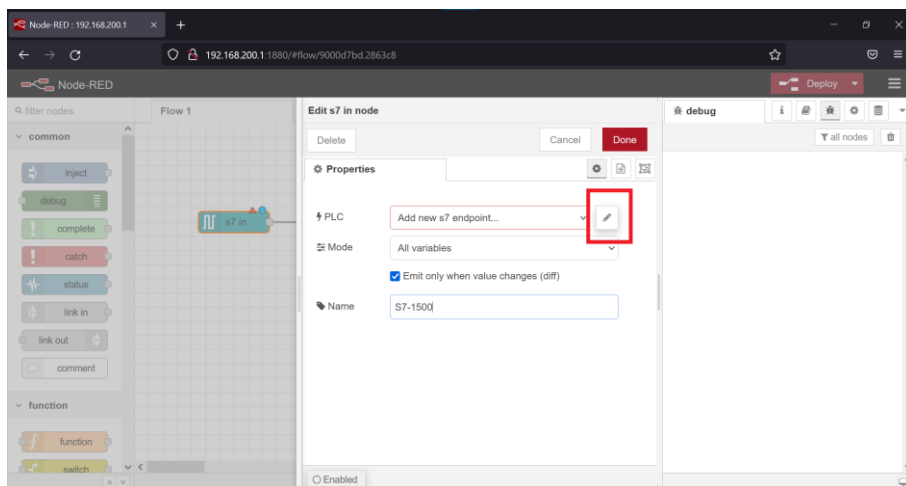 Node-RED : 192.168.200.1
192.168.200.1:1880/#flow/9000d7bd.2863c8
Node-RED
Deploy
filter nodes
Flow 1
Edit s7 in node
debug
i
common
Delete
Cancel
Done
all nodes
Properties
inject
debug
complete
catch
status
link in
link out
comment
function
function
switch
s7 in
PLC
Add new s7 endpoint...
Mode
All variables
Emit only when value changes (diff)
Name
S7-1500
Enabled